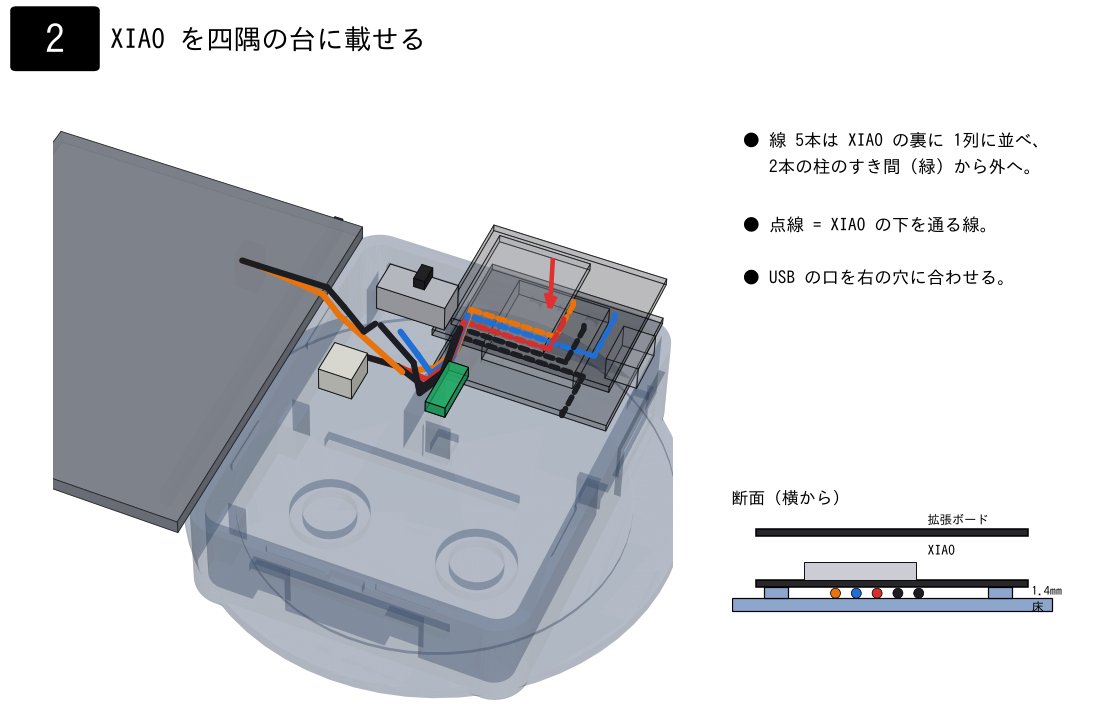 2 XIAO を四隅の台に載せる
● 線 5本は XIAO の裏に 1列に並べ、
2本の柱のすき間（緑）から外へ。
● 点線 = XIAO の下を通る線。
● USB の口を右の穴に合わせる。
断面（横から）
拡張ボード
XIAO
1.4mm
床